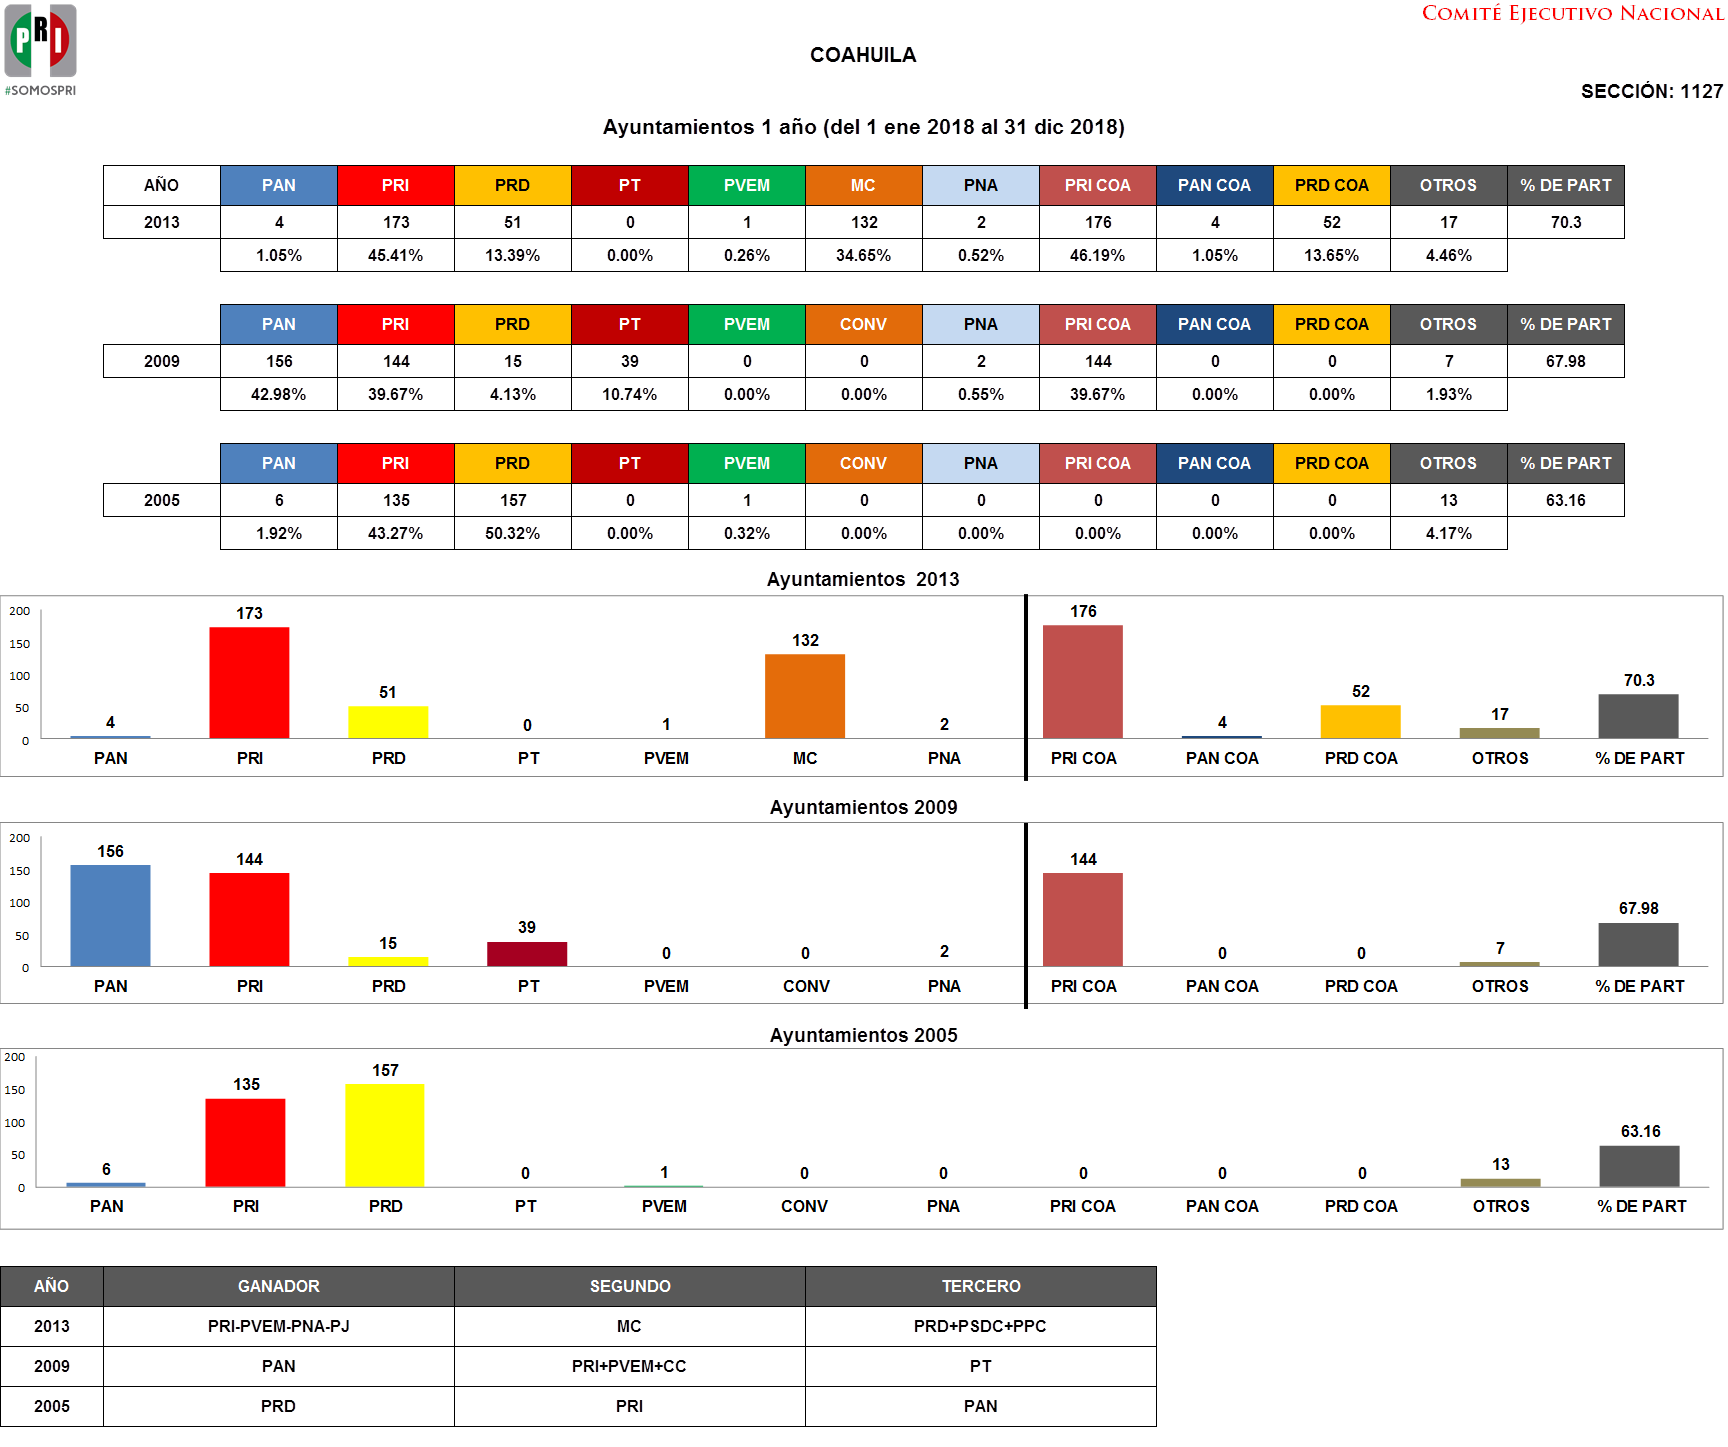 PRI
#SOMOSPRI
COMITÉ EJECUTIVO NACIONAL
COAHUILA
SECCIÓN: 1127
Ayuntamientos 1 año (del 1 ene 2018 al 31 dic 2018)
AÑO PAN PRI PRD PT PVEM MC PNA PRI COA PAN COA PRD COA OTROS % DE PART
2013 4 173 51 0 1 132 2 176 4 52 17 70.3
1.05% 45.41% 13.39% 0.00% 0.26% 34.65% 0.52% 46.19% 1.05% 13.65% 4.46%
PAN PRI PRD PT PVEM CONV PNA PRI COA PAN COA PRD COA OTROS % DE PART
2009 156 144 15 39 0 0 2 144 0 0 7 67.98
42.98% 39.67% 4.13% 10.74% 0.00% 0.00% 0.55% 39.67% 0.00% 0.00% 1.93%
PAN PRI PRD PT PVEM CONV PNA PRI COA PAN COA PRD COA OTROS % DE PART
2005 6 135 157 0 1 0 0 0 0 0 13 63.16
1.92% 43.27% 50.32% 0.00% 0.32% 0.00% 0.00% 0.00% 0.00% 0.00% 4.17%
Ayuntamientos 2013
200
150
100
50
0
4 173 51 0 1 132 2 176 4 52 17 70.3
PAN PRI PRD PT PVEM MC PNA PRI COA PAN COA PRD COA OTROS % DE PART
Ayuntamientos 2009
200
150
100
50
0
156 144 15 39 0 0 2 144 0 0 7 67.98
PAN PRI PRD PT PVEM CONV PNA PRI COA PAN COA PRD COA OTROS % DE PART
Ayuntamientos 2005
200
150
100
50
0
6 135 157 0 1 0 0 0 0 0 13 63.16
PAN PRI PRD PT PVEM CONV PNA PRI COA PAN COA PRD COA OTROS % DE PART
AÑO GANADOR SEGUNDO TERCERO
2013 PRI-PVEM-PNA-PJ MC PRD+PSDC+PPC
2009 PAN PRI+PVEM+CC PT
2005 PRD PRI PAN